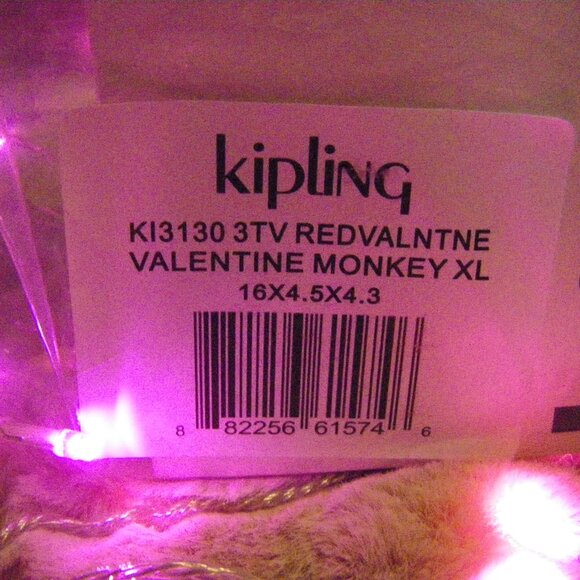 kipling
KI3130 3TV REDVALNTNE
VALENTINE MONKEY XL
16X4.5X4.3
8 82256 61574 6